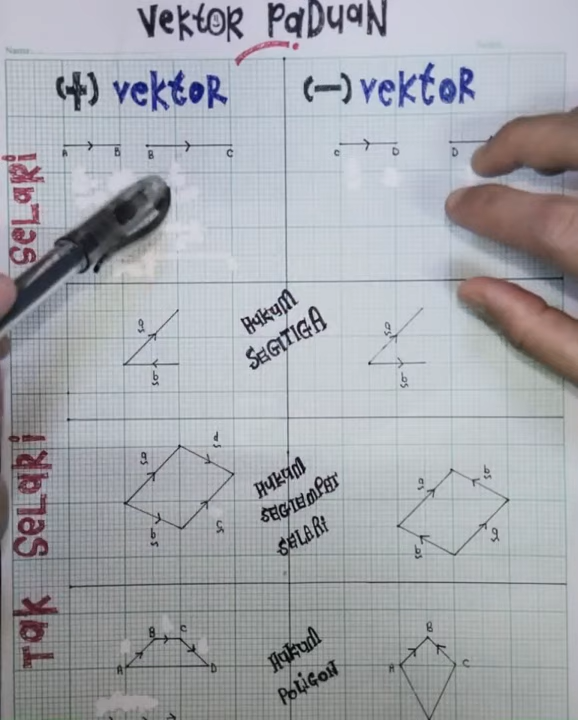 VektOR PaDUAN
(+) vektoR
(-) vektoR
SeLaRi
A B B C
C D D
a
b
HukuM
SEGITIGA
a
b
Tak SeLaRi
a
b
HukuM
SEGIEMPAT
SELARI
a
b
b
a
A B C D
HukuM
POLIGON
A B C